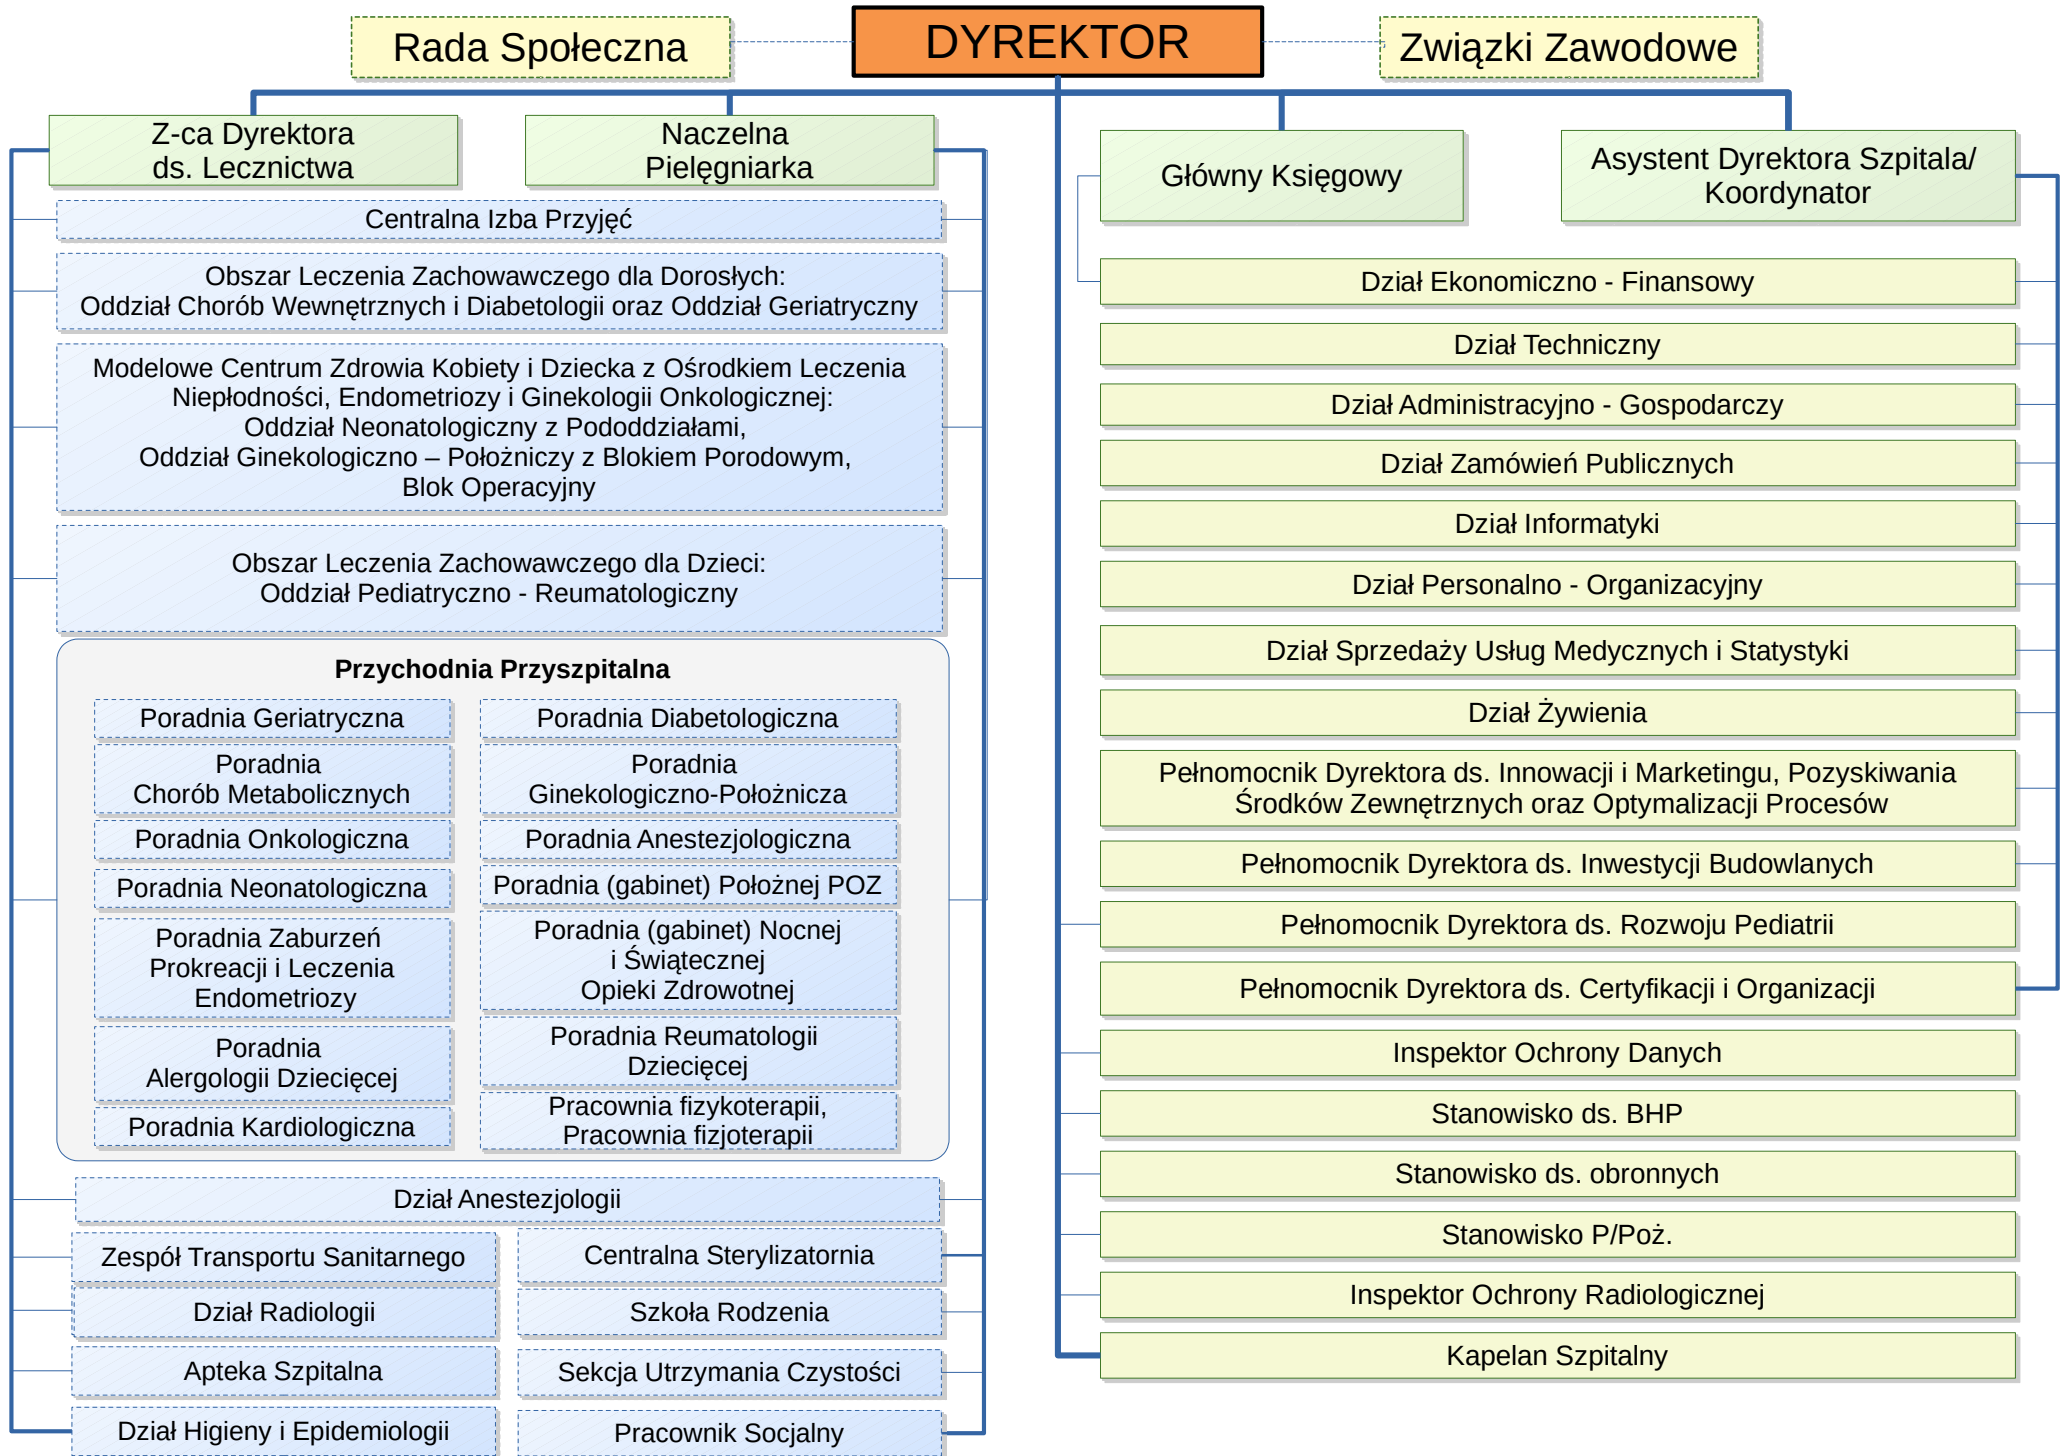 Rada Społeczna
DYREKTOR
Związki Zawodowe
Z-ca Dyrektora
ds. Lecznictwa
Naczelna
Pielęgniarka
Główny Księgowy
Asystent Dyrektora Szpitala/
Koordynator
Centralna Izba Przyjęć
Obszar Leczenia Zachowawczego dla Dorosłych:
Oddział Chorób Wewnętrznych i Diabetologii oraz Oddział Geriatryczny
Modelowe Centrum Zdrowia Kobiety i Dziecka z Ośrodkiem Leczenia
Niepłodności, Endometriozy i Ginekologii Onkologicznej:
Oddział Neonatologiczny z Pododdziałami,
Oddział Ginekologiczno – Położniczy z Blokiem Porodowym,
Blok Operacyjny
Obszar Leczenia Zachowawczego dla Dzieci:
Oddział Pediatryczno - Reumatologiczny
Przychodnia Przyszpitalna
Poradnia Geriatryczna
Poradnia
Chorób Metabolicznych
Poradnia Onkologiczna
Poradnia Neonatologiczna
Poradnia Zaburzeń
Prokreacji i Leczenia
Endometriozy
Poradnia
Alergologii Dziecięcej
Poradnia Kardiologiczna
Poradnia Diabetologiczna
Poradnia
Ginekologiczno-Położnicza
Poradnia Anestezjologiczna
Poradnia (gabinet) Położnej POZ
Poradnia (gabinet) Nocnej
i Świątecznej
Opieki Zdrowotnej
Poradnia Reumatologii
Dziecięcej
Pracownia fizykoterapii,
Pracownia fizjoterapii
Dział Anestezjologii
Zespół Transportu Sanitarnego
Dział Radiologii
Apteka Szpitalna
Dział Higieny i Epidemiologii
Centralna Sterylizatornia
Szkoła Rodzenia
Sekcja Utrzymania Czystości
Pracownik Socjalny
Dział Ekonomiczno - Finansowy
Dział Techniczny
Dział Administracyjno - Gospodarczy
Dział Zamówień Publicznych
Dział Informatyki
Dział Personalno - Organizacyjny
Dział Sprzedaży Usług Medycznych i Statystyki
Dział Żywienia
Pełnomocnik Dyrektora ds. Innowacji i Marketingu, Pozyskiwania
Środków Zewnętrznych oraz Optymalizacji Procesów
Pełnomocnik Dyrektora ds. Inwestycji Budowlanych
Pełnomocnik Dyrektora ds. Rozwoju Pediatrii
Pełnomocnik Dyrektora ds. Certyfikacji i Organizacji
Inspektor Ochrony Danych
Stanowisko ds. BHP
Stanowisko ds. obronnych
Stanowisko P/Poż.
Inspektor Ochrony Radiologicznej
Kapelan Szpitalny